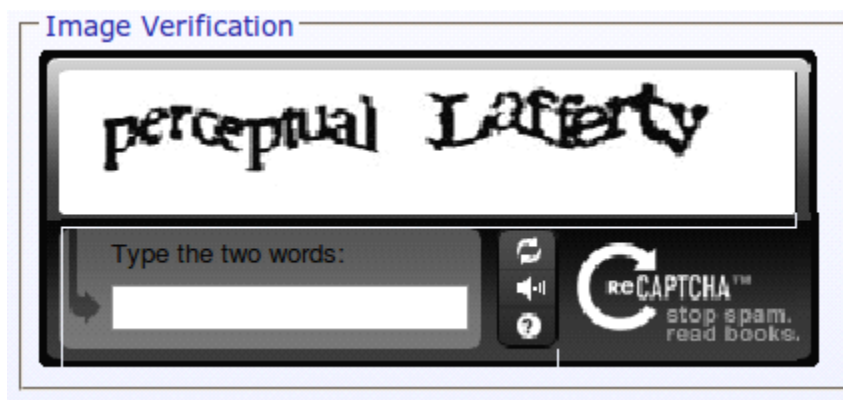 Image Verification
perceptual Lafferty
Type the two words:
ReCAPTCHA™
stop spam.
read books.